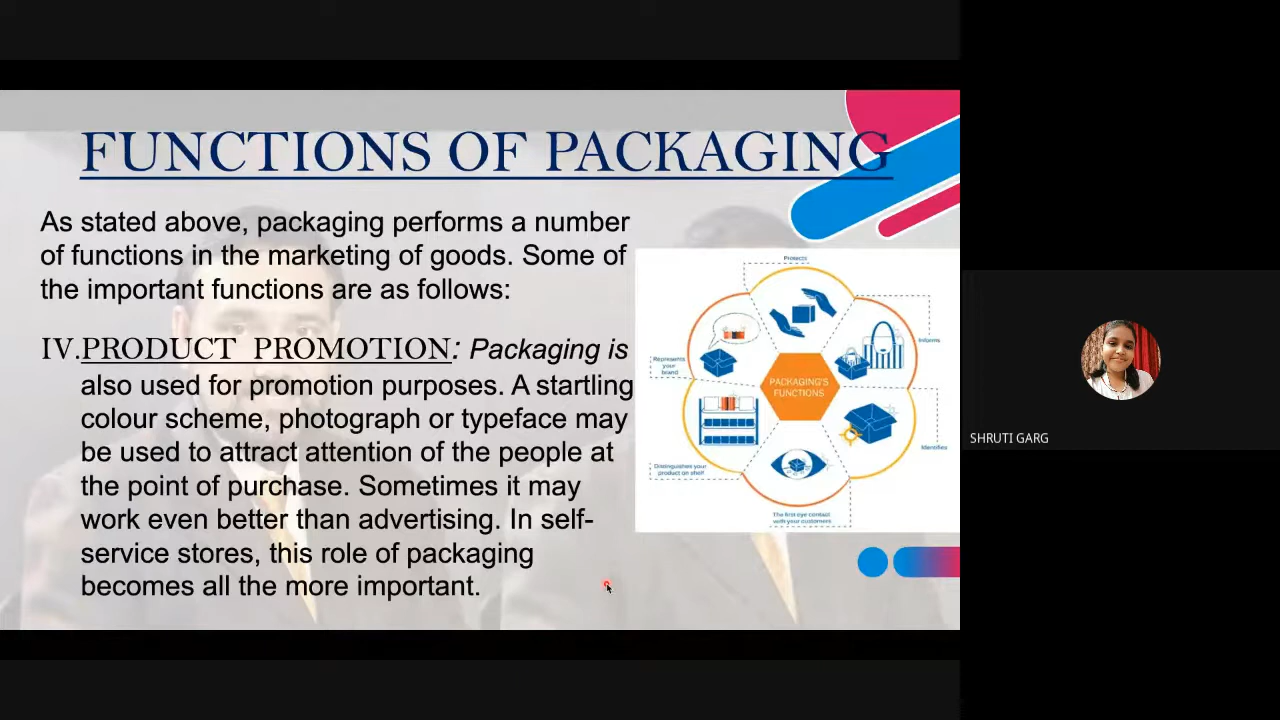 FUNCTIONS OF PACKAGING
As stated above, packaging performs a number
of functions in the marketing of goods. Some of
the important functions are as follows:
IV.PRODUCT PROMOTION: Packaging is
also used for promotion purposes. A startling
colour scheme, photograph or typeface may
be used to attract attention of the people at
the point of purchase. Sometimes it may
work even better than advertising. In self-
service stores, this role of packaging
becomes all the more important.
Protects
Informs
Represents
your
brand
PACKAGING'S
FUNCTIONS
Identifies
Distinguishes your
product on shelf
The first eye contact
with your customers
SHRUTI GARG